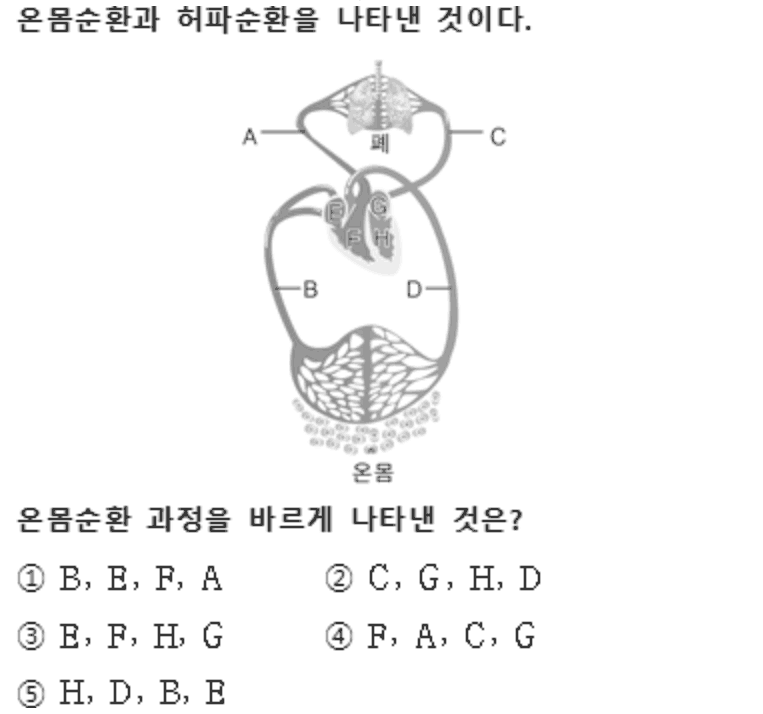 온몸순환과 허파순환을 나타낸 것이다.
A
C
폐
E
G
F
H
B
D
온몸
온몸순환 과정을 바르게 나타낸 것은?
① B, E, F, A ② C, G, H, D
③ E, F, H, G ④ F, A, C, G
⑤ H, D, B, E